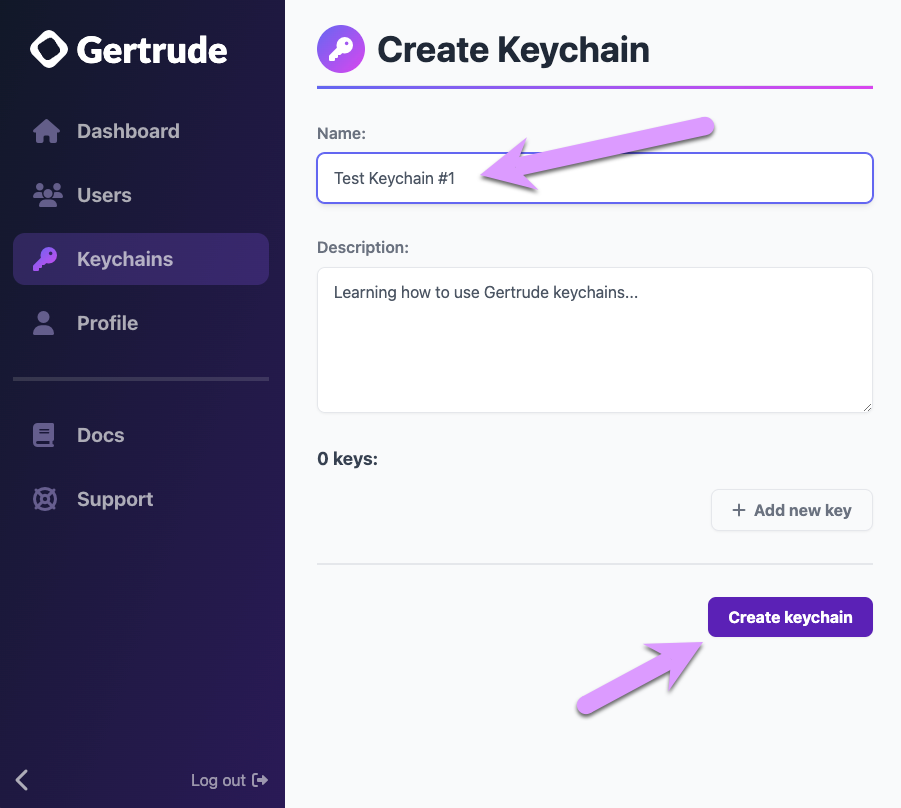 Gertrude
Dashboard
Users
Keychains
Profile
Docs
Support
Log out
Create Keychain
Name:
Test Keychain #1
Description:
Learning how to use Gertrude keychains...
0 keys:
+ Add new key
Create keychain